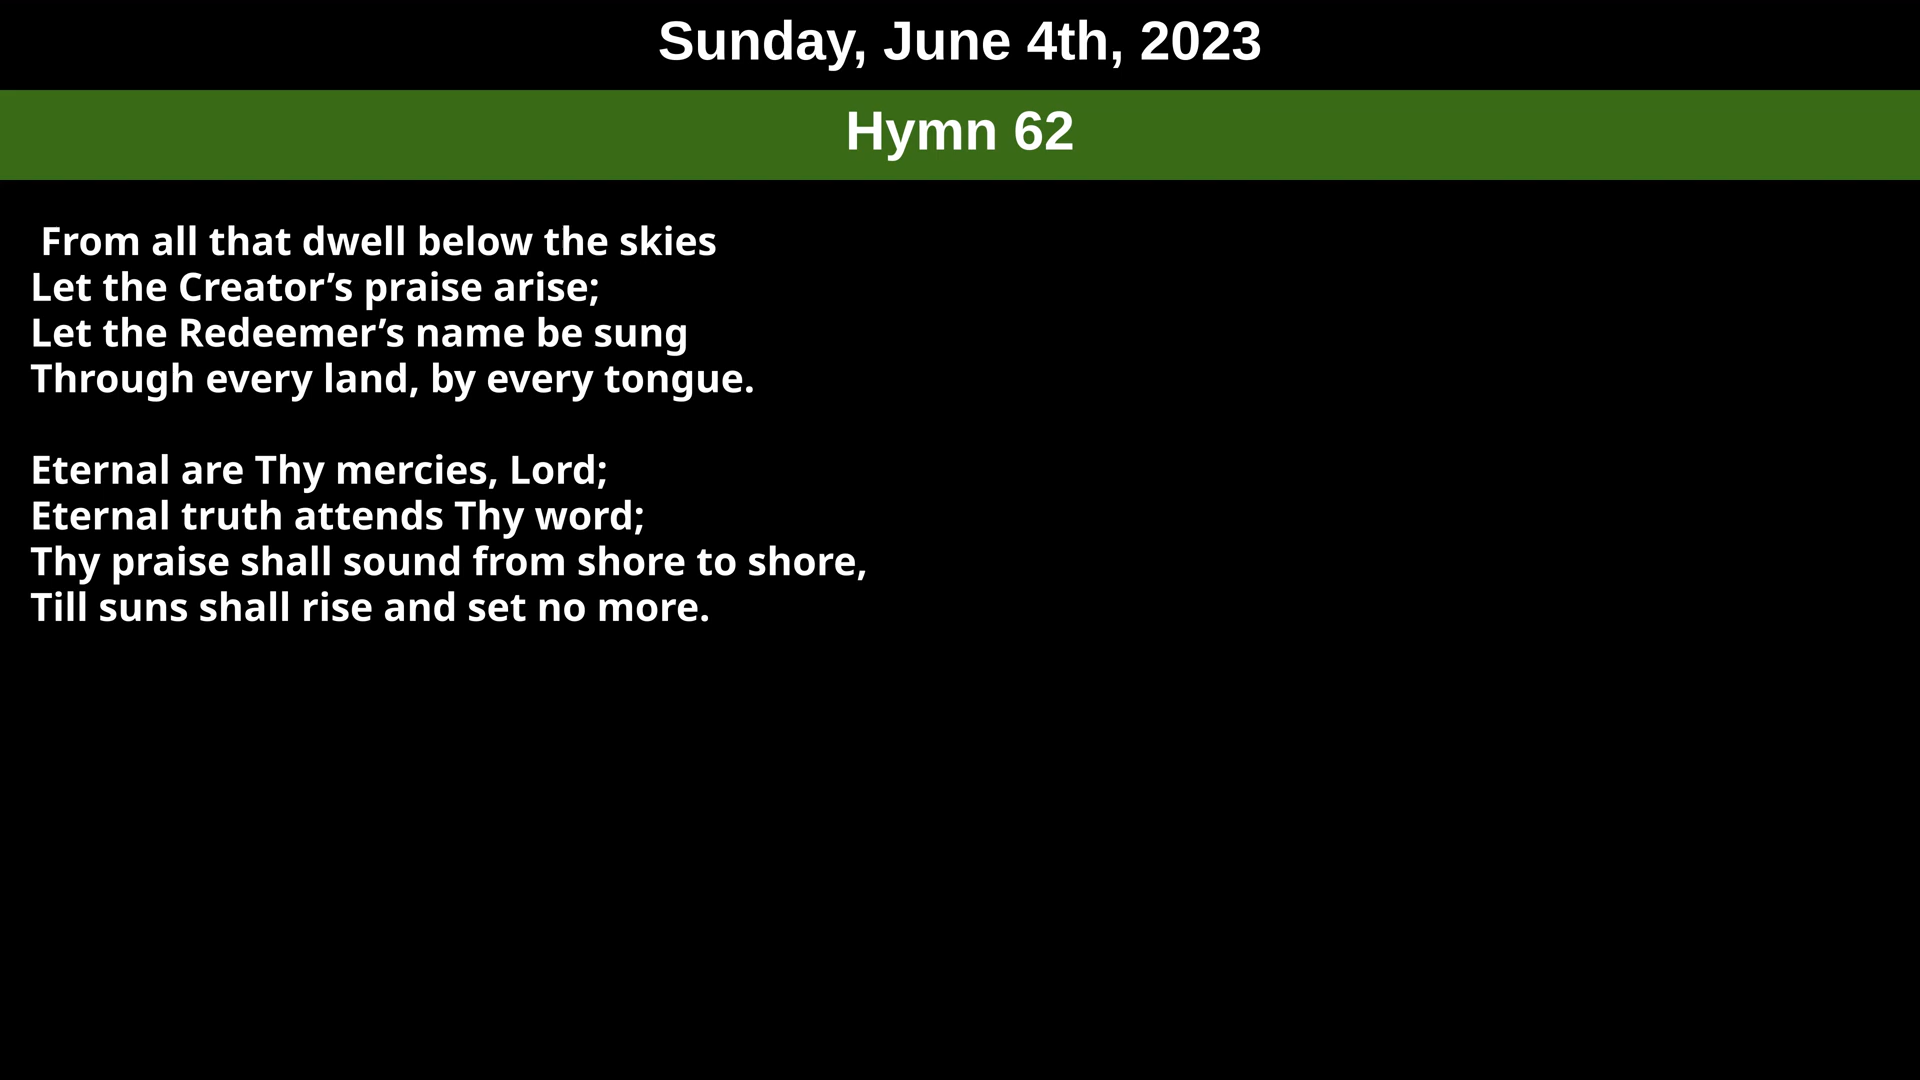 Sunday, June 4th, 2023
Hymn 62
From all that dwell below the skies
Let the Creator’s praise arise;
Let the Redeemer’s name be sung
Through every land, by every tongue.
Eternal are Thy mercies, Lord;
Eternal truth attends Thy word;
Thy praise shall sound from shore to shore,
Till suns shall rise and set no more.